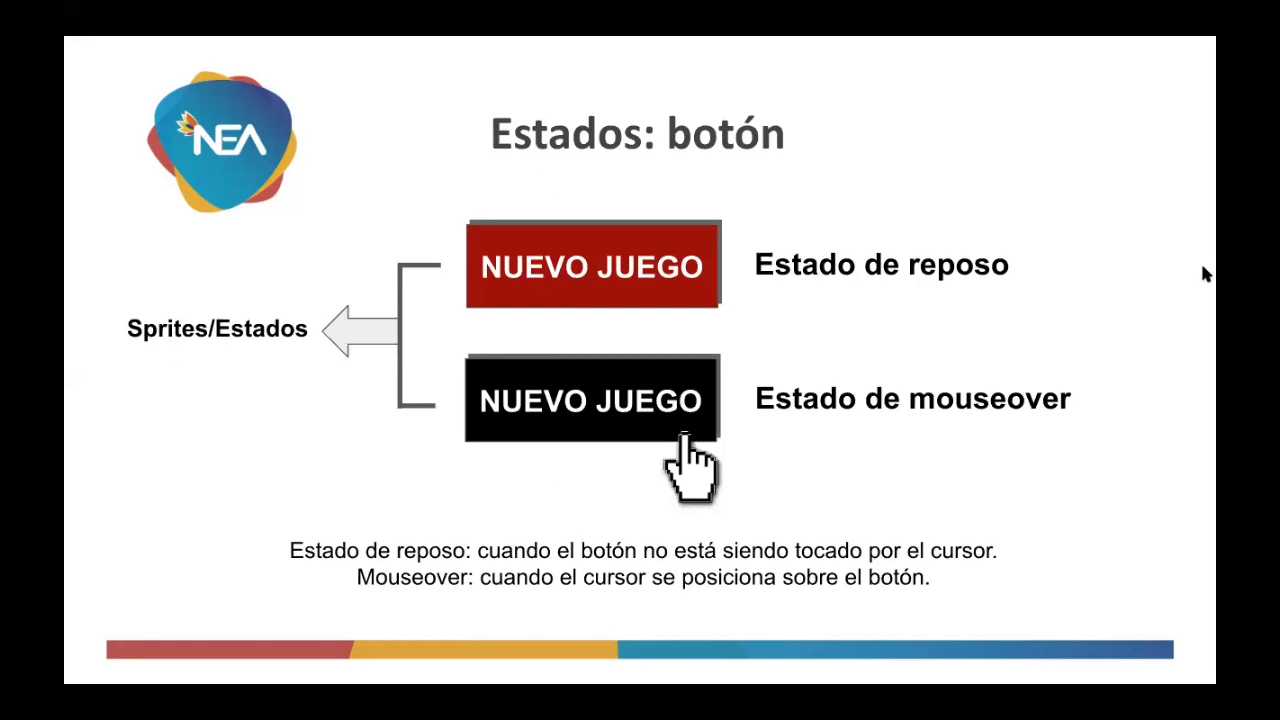 NEA
Estados: botón
NUEVO JUEGO
Estado de reposo
Sprites/Estados
NUEVO JUEGO
Estado de mouseover
Estado de reposo: cuando el botón no está siendo tocado por el cursor.
Mouseover: cuando el cursor se posiciona sobre el botón.